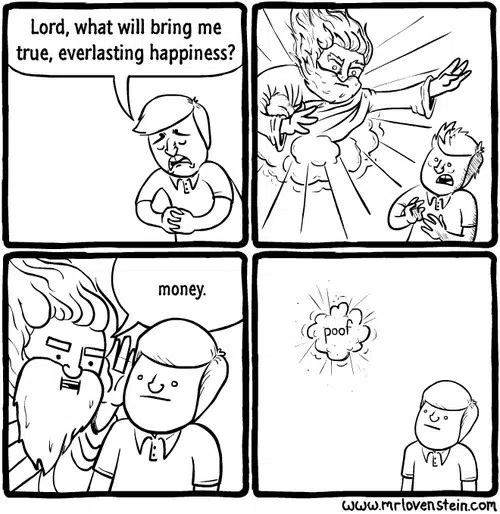 Lord, what will bring me
true, everlasting happiness?
money.
poof
www.mrlovenstein.com